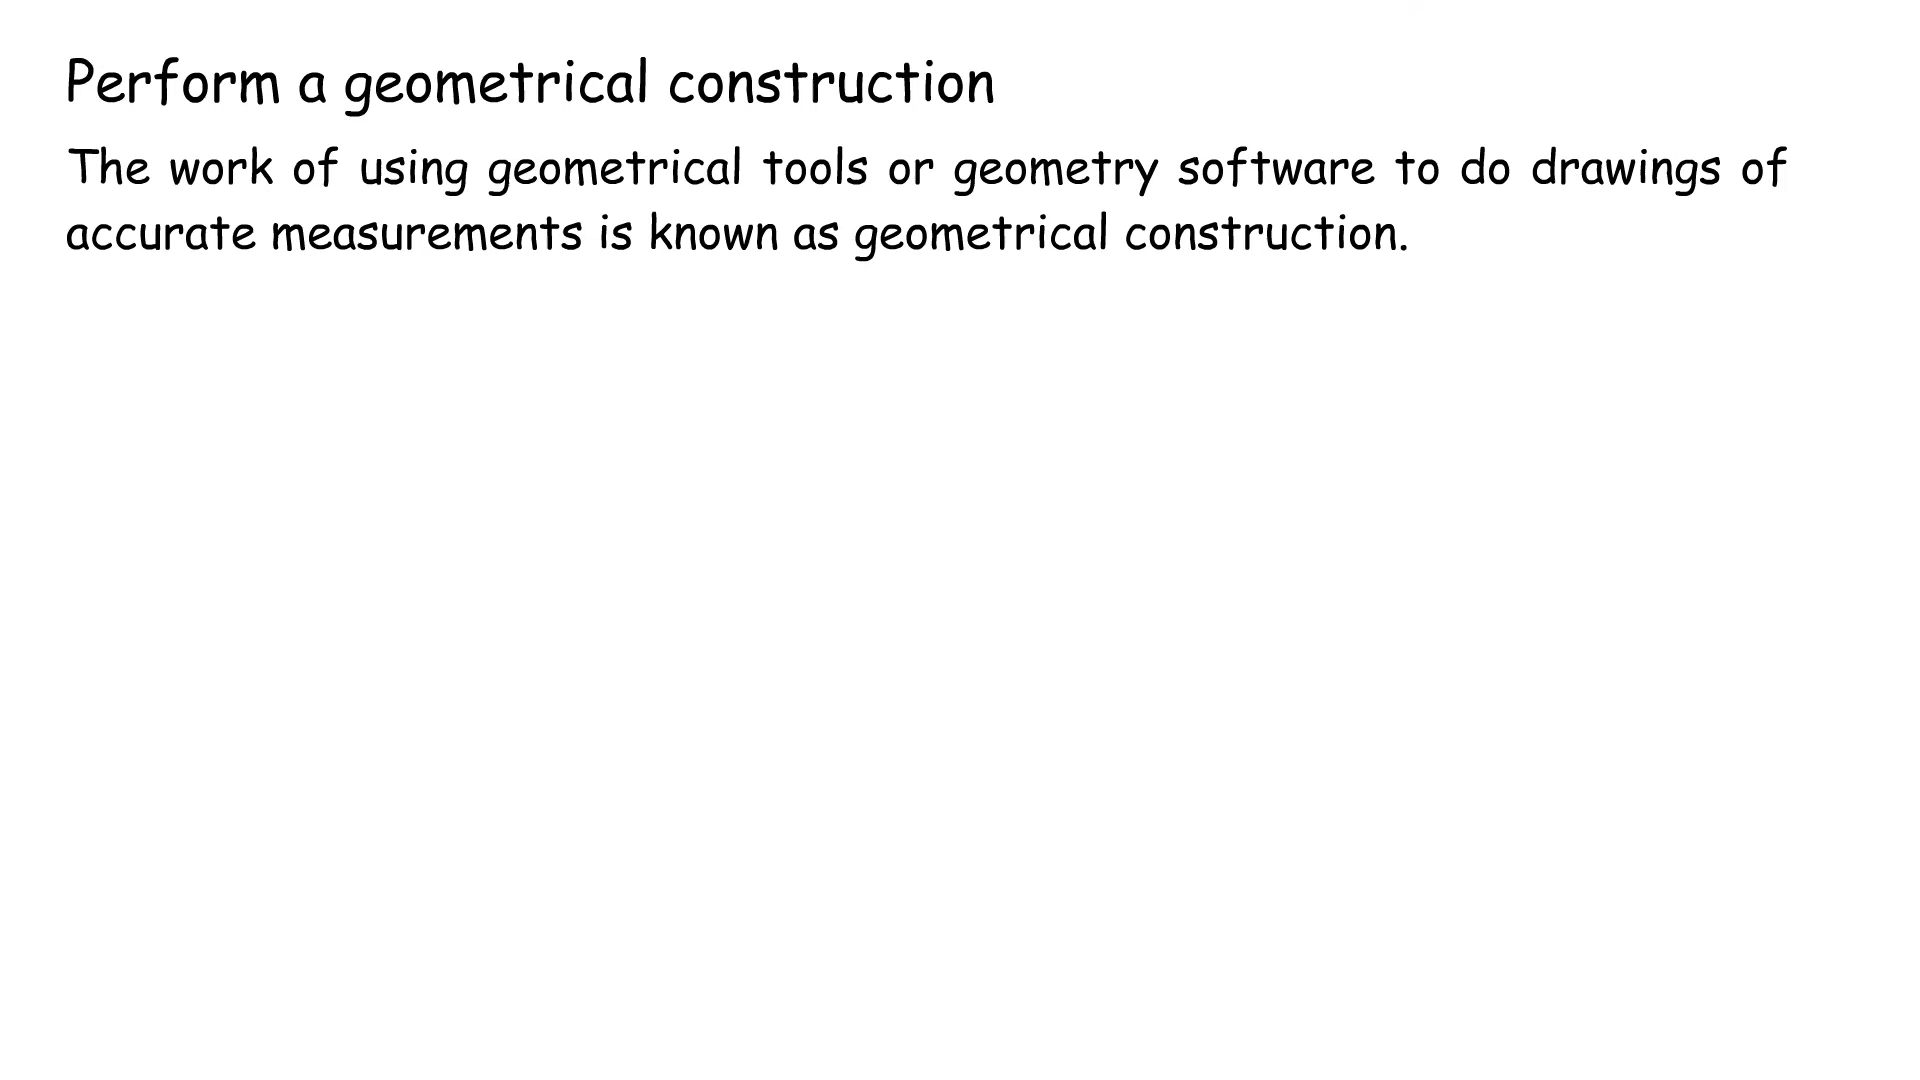 Perform a geometrical construction
The work of using geometrical tools or geometry software to do drawings of
accurate measurements is known as geometrical construction.